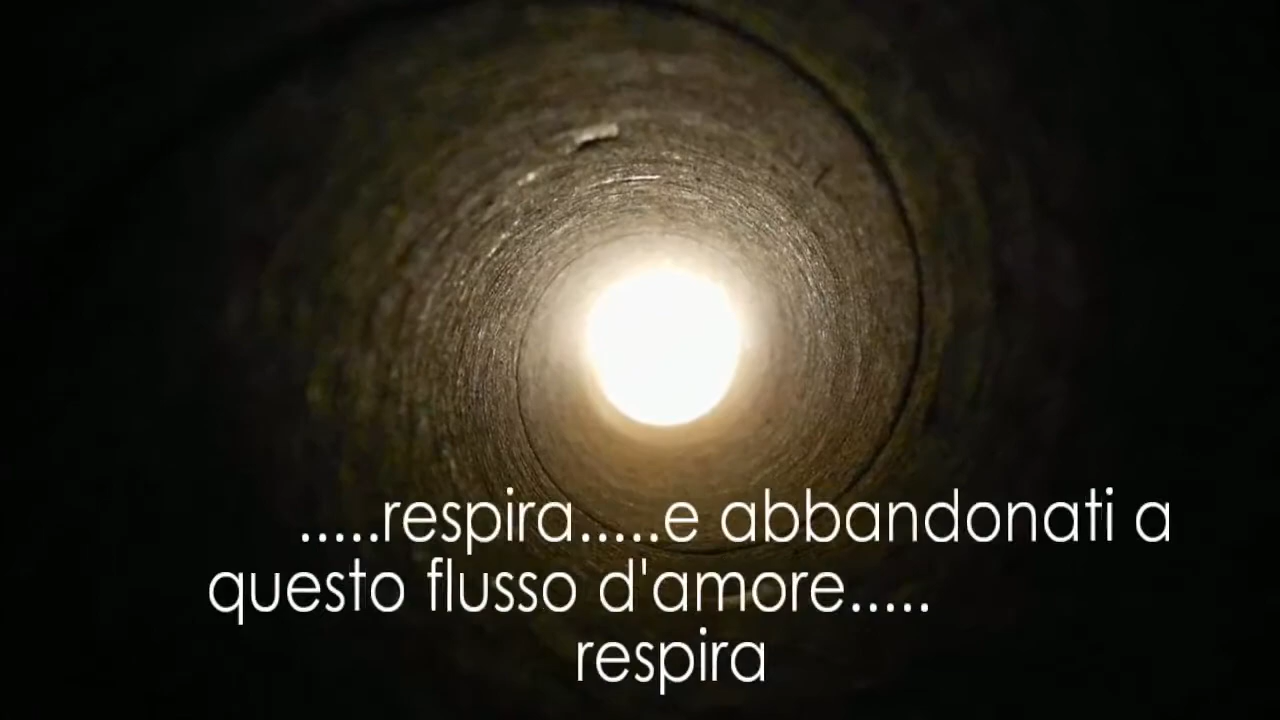 .....respira.....e abbandonati a
questo flusso d'amore.....
respira